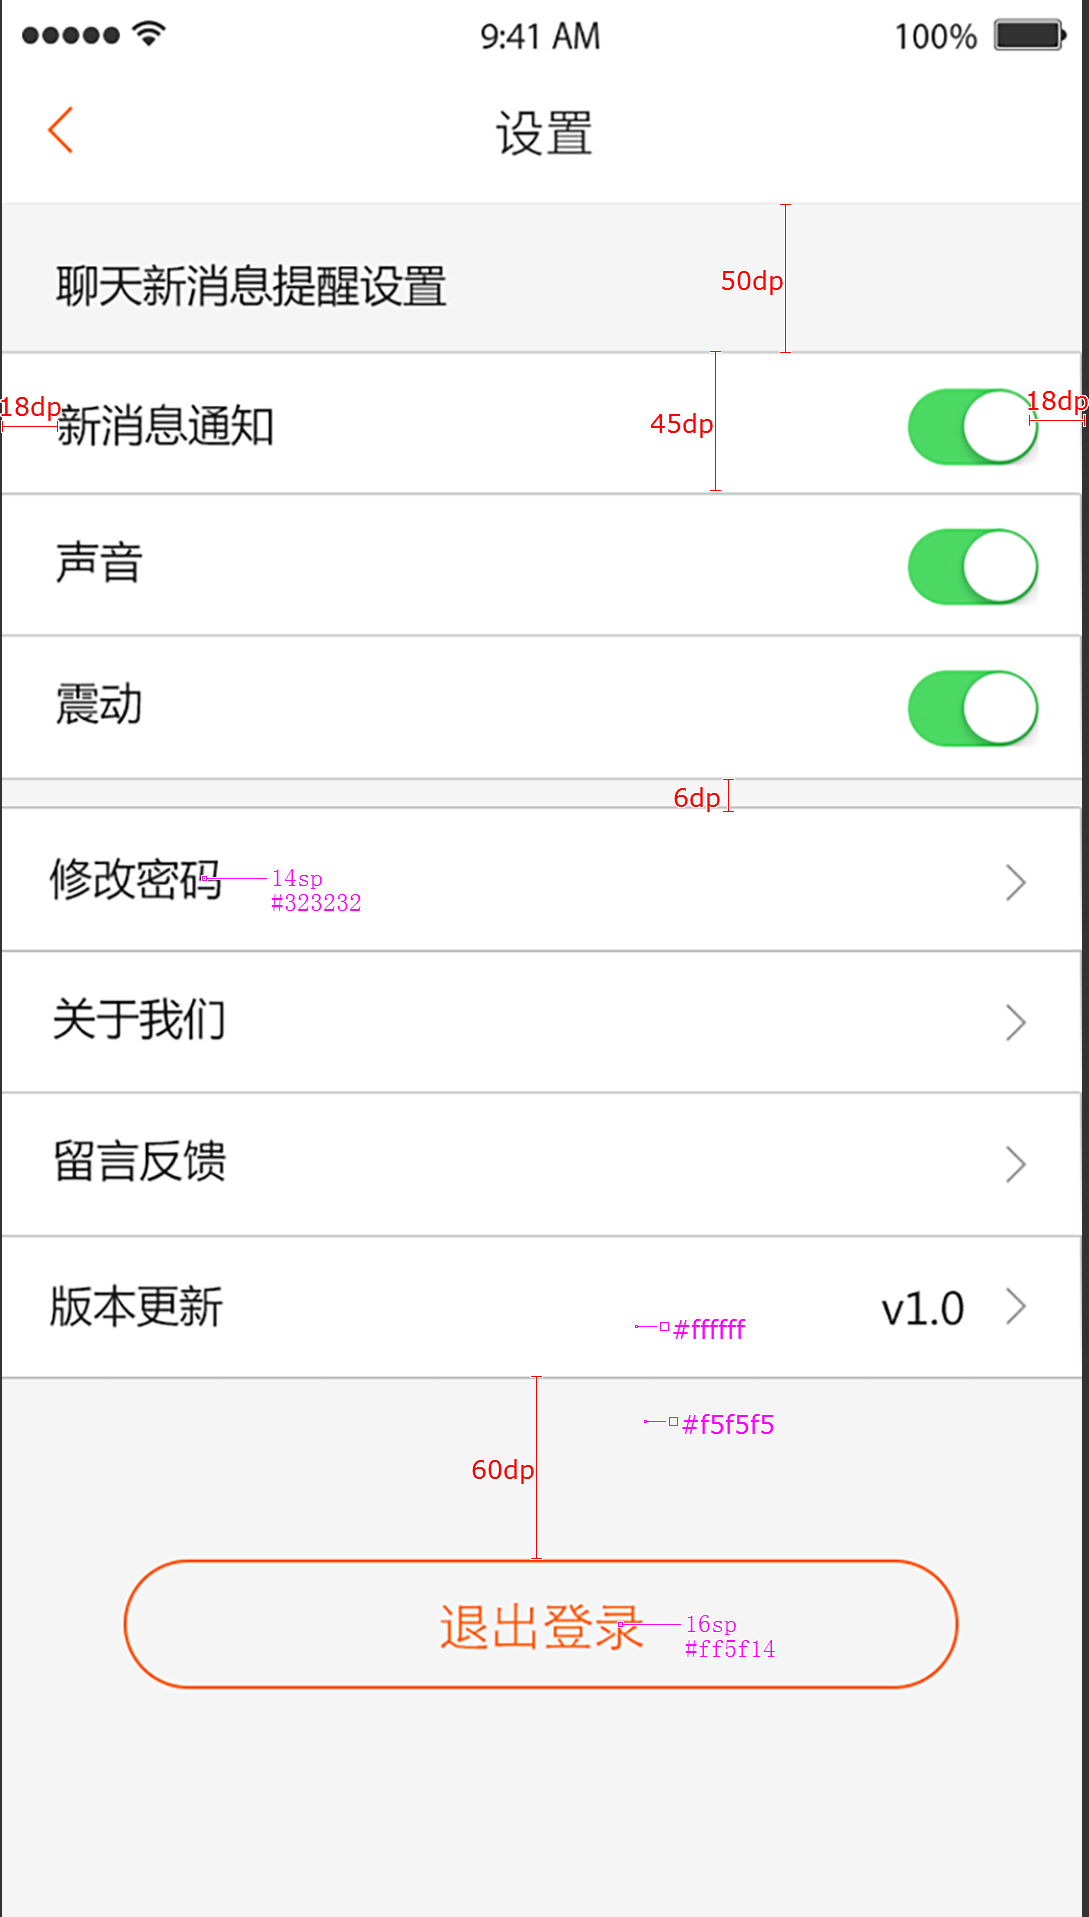 9:41 AM 100%
设置
聊天新消息提醒设置
50dp
18dp
新消息通知
45dp
18dp
声音
震动
6dp
修改密码
14sp
#323232
关于我们
留言反馈
版本更新
v1.0
#ffffff
#f5f5f5
60dp
退出登录
16sp
#ff5f14